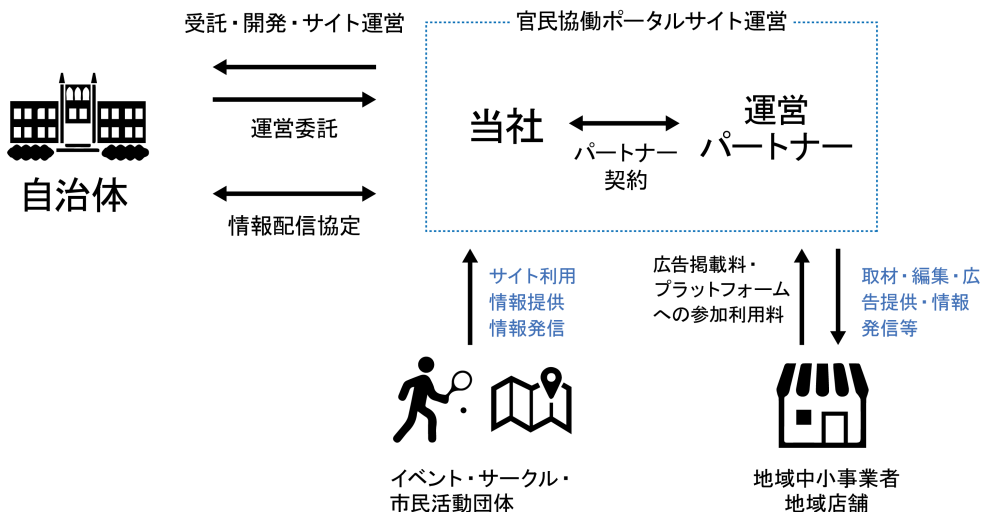 受託・開発・サイト運営
官民協働ポータルサイト運営
運営委託
自治体
情報配信協定
当社
パートナー
契約
運営
パートナー
サイト利用
情報提供
情報発信
広告掲載料・
プラットフォーム
への参加利用料
取材・編集・広
告提供・情報
発信等
イベント・サークル・
市民活動団体
地域中小事業者
地域店舗